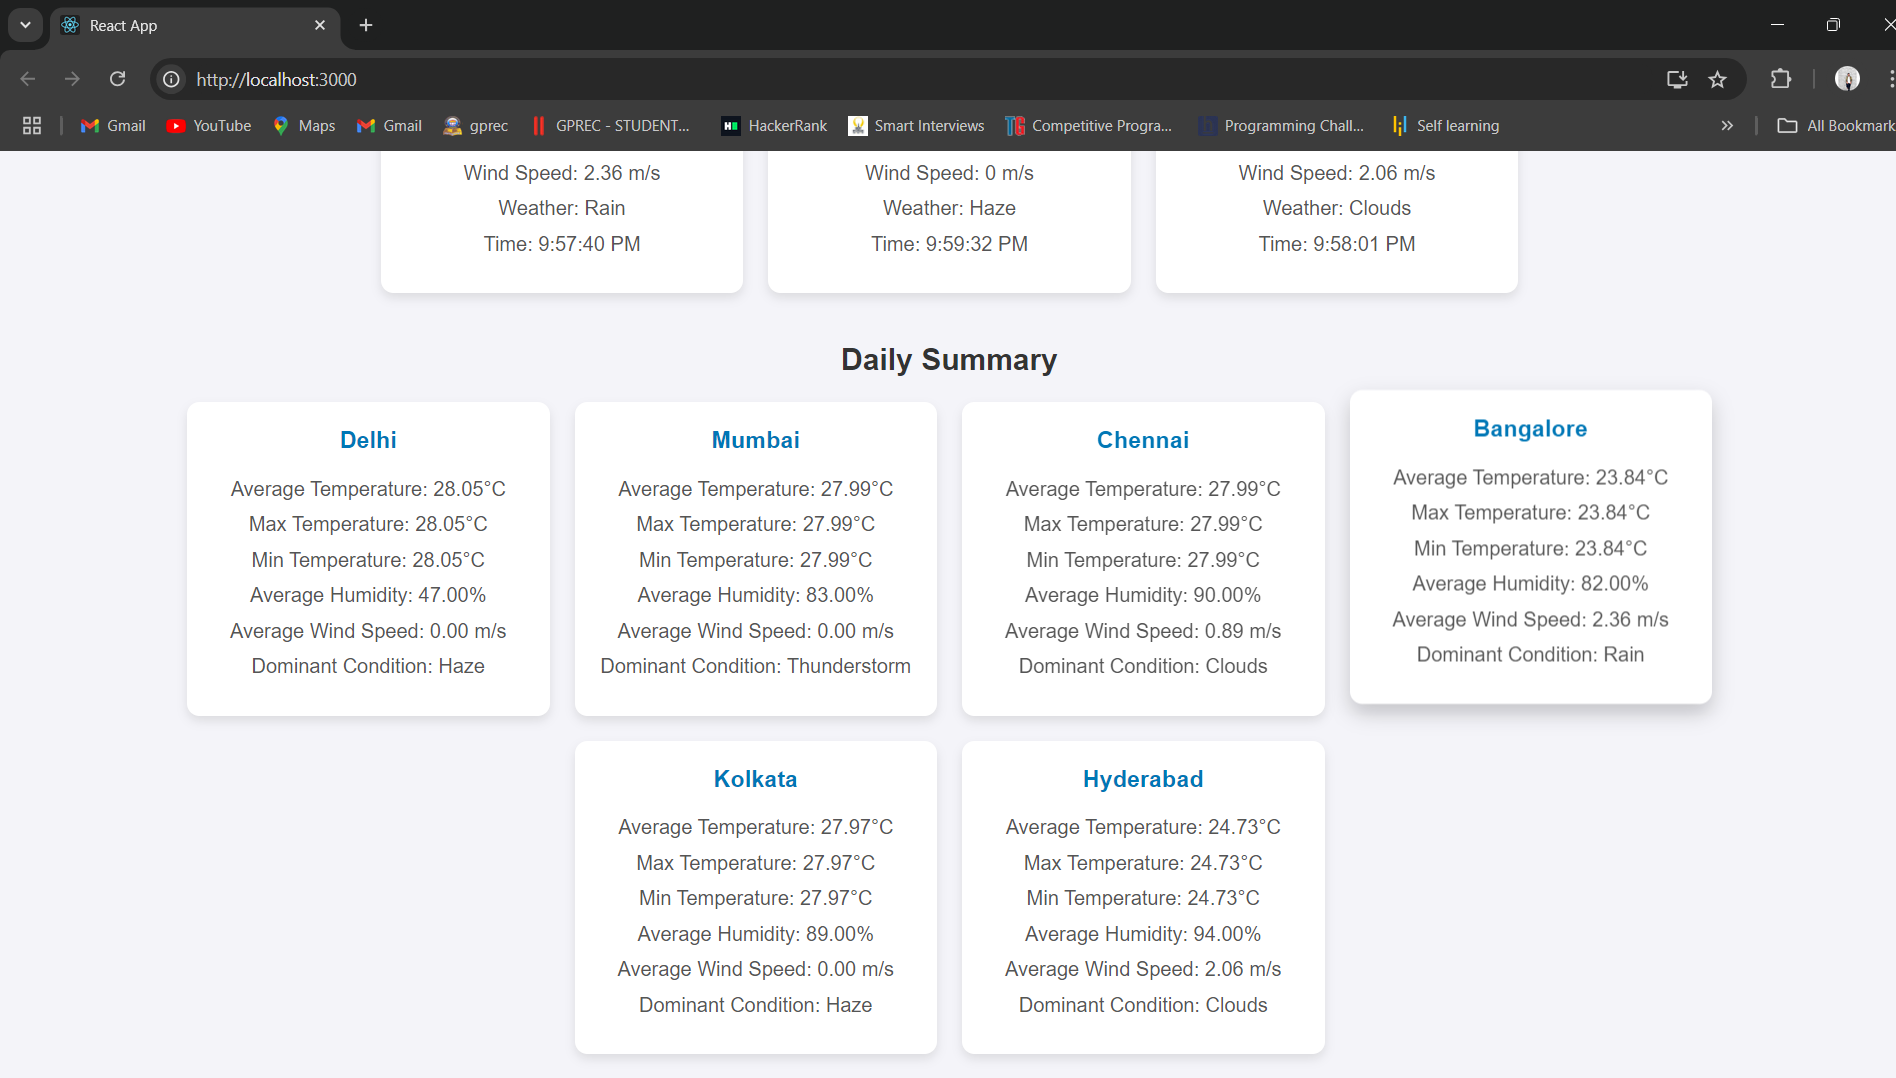 React App
http://localhost:3000
Gmail
YouTube
Maps
Gmail
gprec
GPREC - STUDENT...
HackerRank
Smart Interviews
Competitive Progra...
Programming Chall...
Self learning
All Bookmark
Wind Speed: 2.36 m/s
Weather: Rain
Time: 9:57:40 PM
Wind Speed: 0 m/s
Weather: Haze
Time: 9:59:32 PM
Wind Speed: 2.06 m/s
Weather: Clouds
Time: 9:58:01 PM
Daily Summary
Delhi
Average Temperature: 28.05°C
Max Temperature: 28.05°C
Min Temperature: 28.05°C
Average Humidity: 47.00%
Average Wind Speed: 0.00 m/s
Dominant Condition: Haze
Mumbai
Average Temperature: 27.99°C
Max Temperature: 27.99°C
Min Temperature: 27.99°C
Average Humidity: 83.00%
Average Wind Speed: 0.00 m/s
Dominant Condition: Thunderstorm
Chennai
Average Temperature: 27.99°C
Max Temperature: 27.99°C
Min Temperature: 27.99°C
Average Humidity: 90.00%
Average Wind Speed: 0.89 m/s
Dominant Condition: Clouds
Bangalore
Average Temperature: 23.84°C
Max Temperature: 23.84°C
Min Temperature: 23.84°C
Average Humidity: 82.00%
Average Wind Speed: 2.36 m/s
Dominant Condition: Rain
Kolkata
Average Temperature: 27.97°C
Max Temperature: 27.97°C
Min Temperature: 27.97°C
Average Humidity: 89.00%
Average Wind Speed: 0.00 m/s
Dominant Condition: Haze
Hyderabad
Average Temperature: 24.73°C
Max Temperature: 24.73°C
Min Temperature: 24.73°C
Average Humidity: 94.00%
Average Wind Speed: 2.06 m/s
Dominant Condition: Clouds